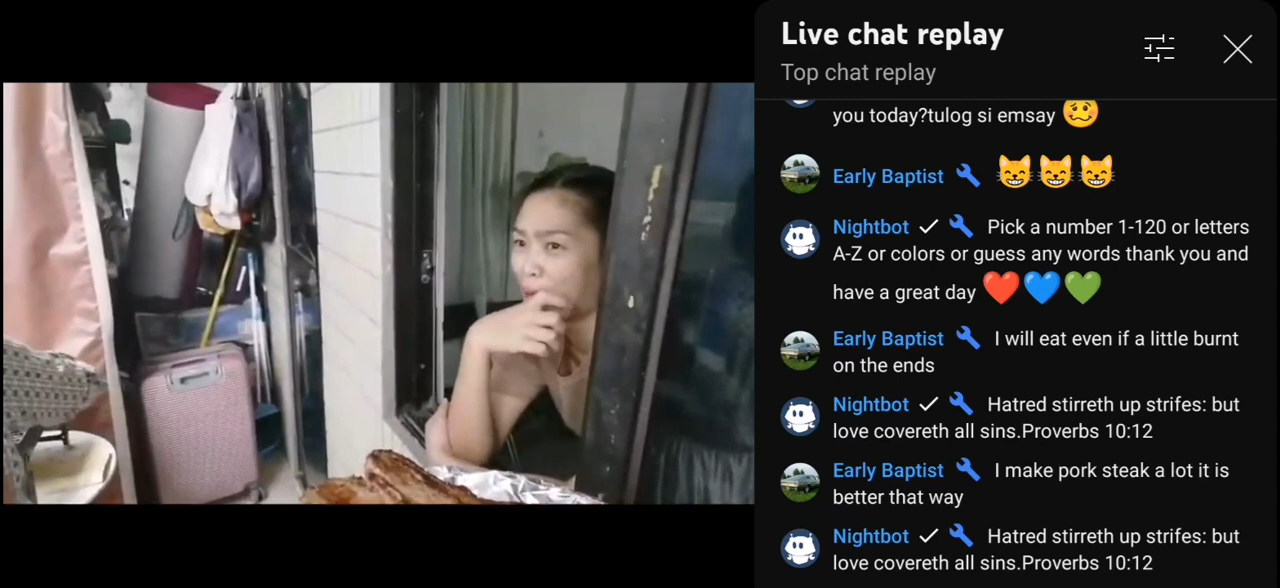 Live chat replay
Top chat replay
you today?tulog si emsay 🥴
Early Baptist 😸😸😸
Nightbot Pick a number 1-120 or letters
A-Z or colors or guess any words thank you and
have a great day ❤️💙💚
Early Baptist I will eat even if a little burnt
on the ends
Nightbot Hatred stirreth up strifes: but
love covereth all sins.Proverbs 10:12
Early Baptist I make pork steak a lot it is
better that way
Nightbot Hatred stirreth up strifes: but
love covereth all sins.Proverbs 10:12